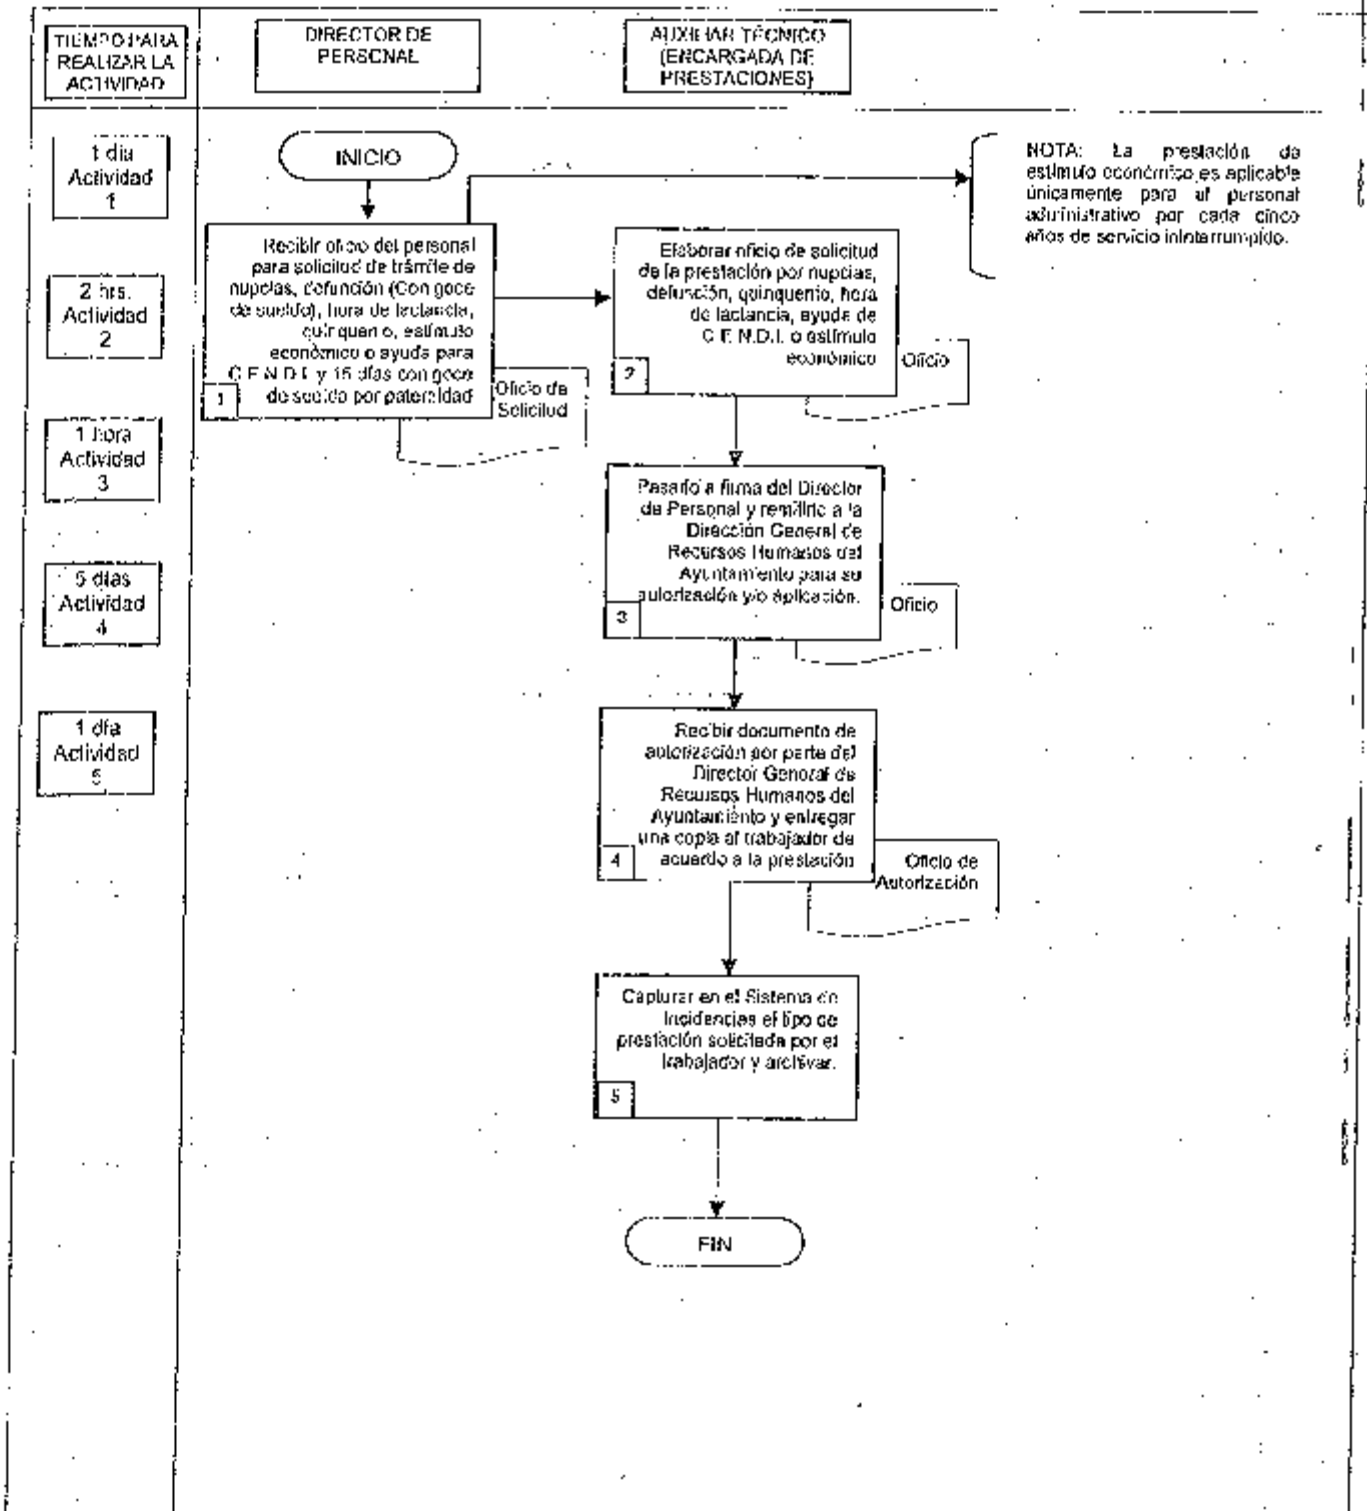 TIEMPO PARA
REALIZAR LA
ACTIVIDAD
DIRECTOR DE
PERSONAL
AUXILIAR TÉCNICO
(ENCARGADA DE
PRESTACIONES)
1 día
Actividad
1
INICIO
NOTA: La prestación de
estímulo económico es aplicable
únicamente para el personal
administrativo por cada cinco
años de servicio ininterrumpido.
Recibir oficio del personal
para solicitud de trámite de
nupcias, defunción (Con goce
de sueldo), hora de lactancia,
quinquenio, estímulo
económico o ayuda para
C.E.N.D.I. y 15 días con goce
de sueldo por paternidad
1
Oficio de
Solicitud
Elaborar oficio de solicitud
de la prestación por nupcias,
defunción, quinquenio, hora
de lactancia, ayuda de
C.E.N.D.I. o estímulo
económico
2
Oficio
2 hrs.
Actividad
2
1 hora
Actividad
3
Pasarlo a firma del Director
de Personal y remitirlo a la
Dirección General de
Recursos Humanos del
Ayuntamiento para su
autorización y/o aplicación.
3
Oficio
5 días
Actividad
4
1 día
Actividad
5
Recibir documento de
autorización por parte del
Director General de
Recursos Humanos del
Ayuntamiento y entregar
una copia al trabajador de
acuerdo a la prestación
4
Oficio de
Autorización
Capturar en el Sistema de
Incidencias el tipo de
prestación solicitada por el
trabajador y archivar.
5
FIN